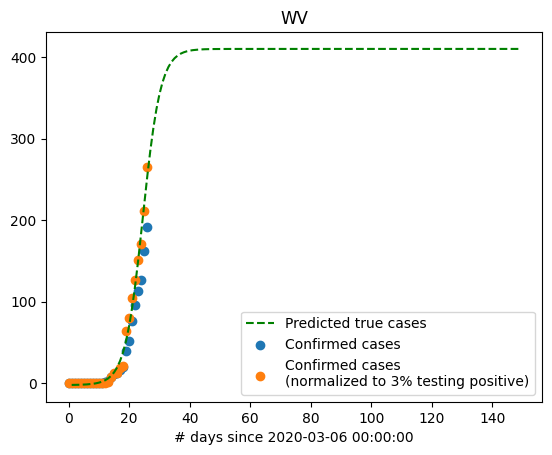 WV
400
300
200
100
0
Predicted true cases
Confirmed cases
Confirmed cases
(normalized to 3% testing positive)
0 20 40 60 80 100 120 140
# days since 2020-03-06 00:00:00